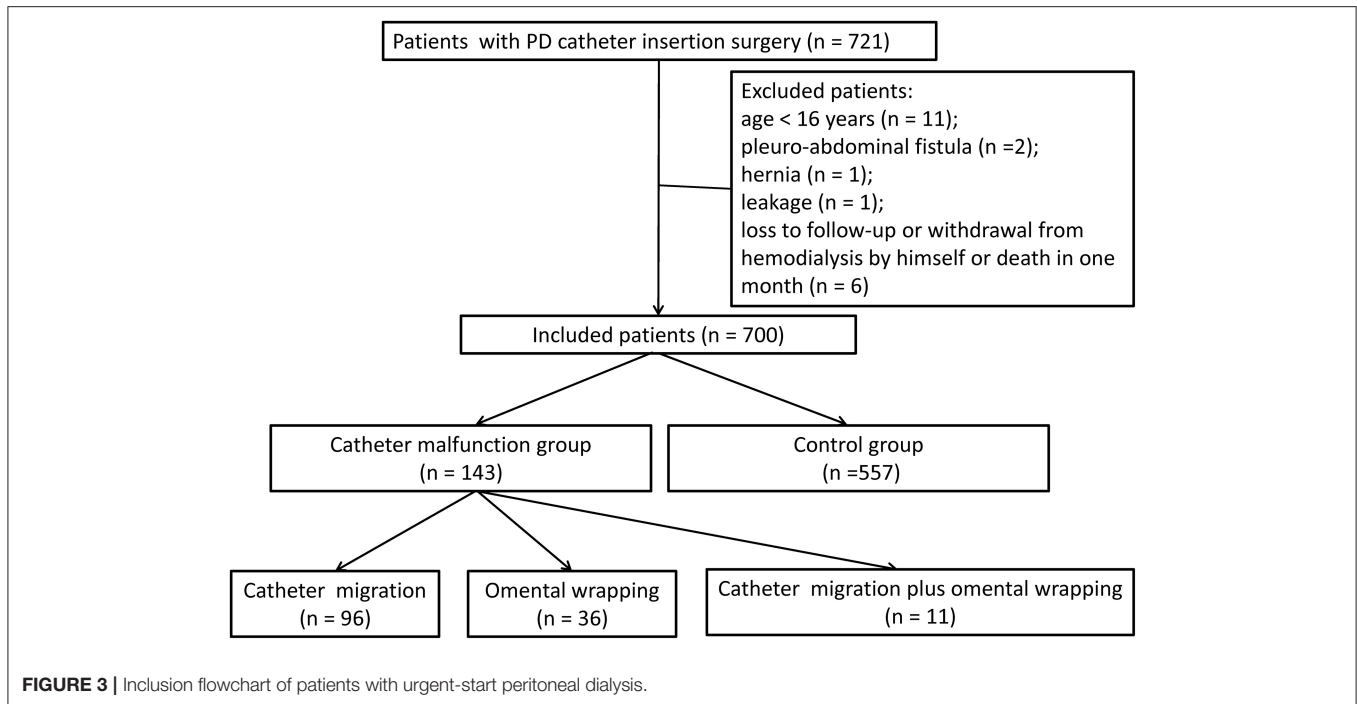 Patients with PD catheter insertion surgery (n = 721)
Excluded patients:
age < 16 years (n = 11);
pleuro-abdominal fistula (n =2);
hernia (n = 1);
leakage (n = 1);
loss to follow-up or withdrawal from
hemodialysis by himself or death in one
month (n = 6)
Included patients (n = 700)
Catheter malfunction group
(n = 143)
Control group
(n =557)
Catheter migration
(n = 96)
Omental wrapping
(n = 36)
Catheter migration plus omental wrapping
(n = 11)
FIGURE 3 | Inclusion flowchart of patients with urgent-start peritoneal dialysis.